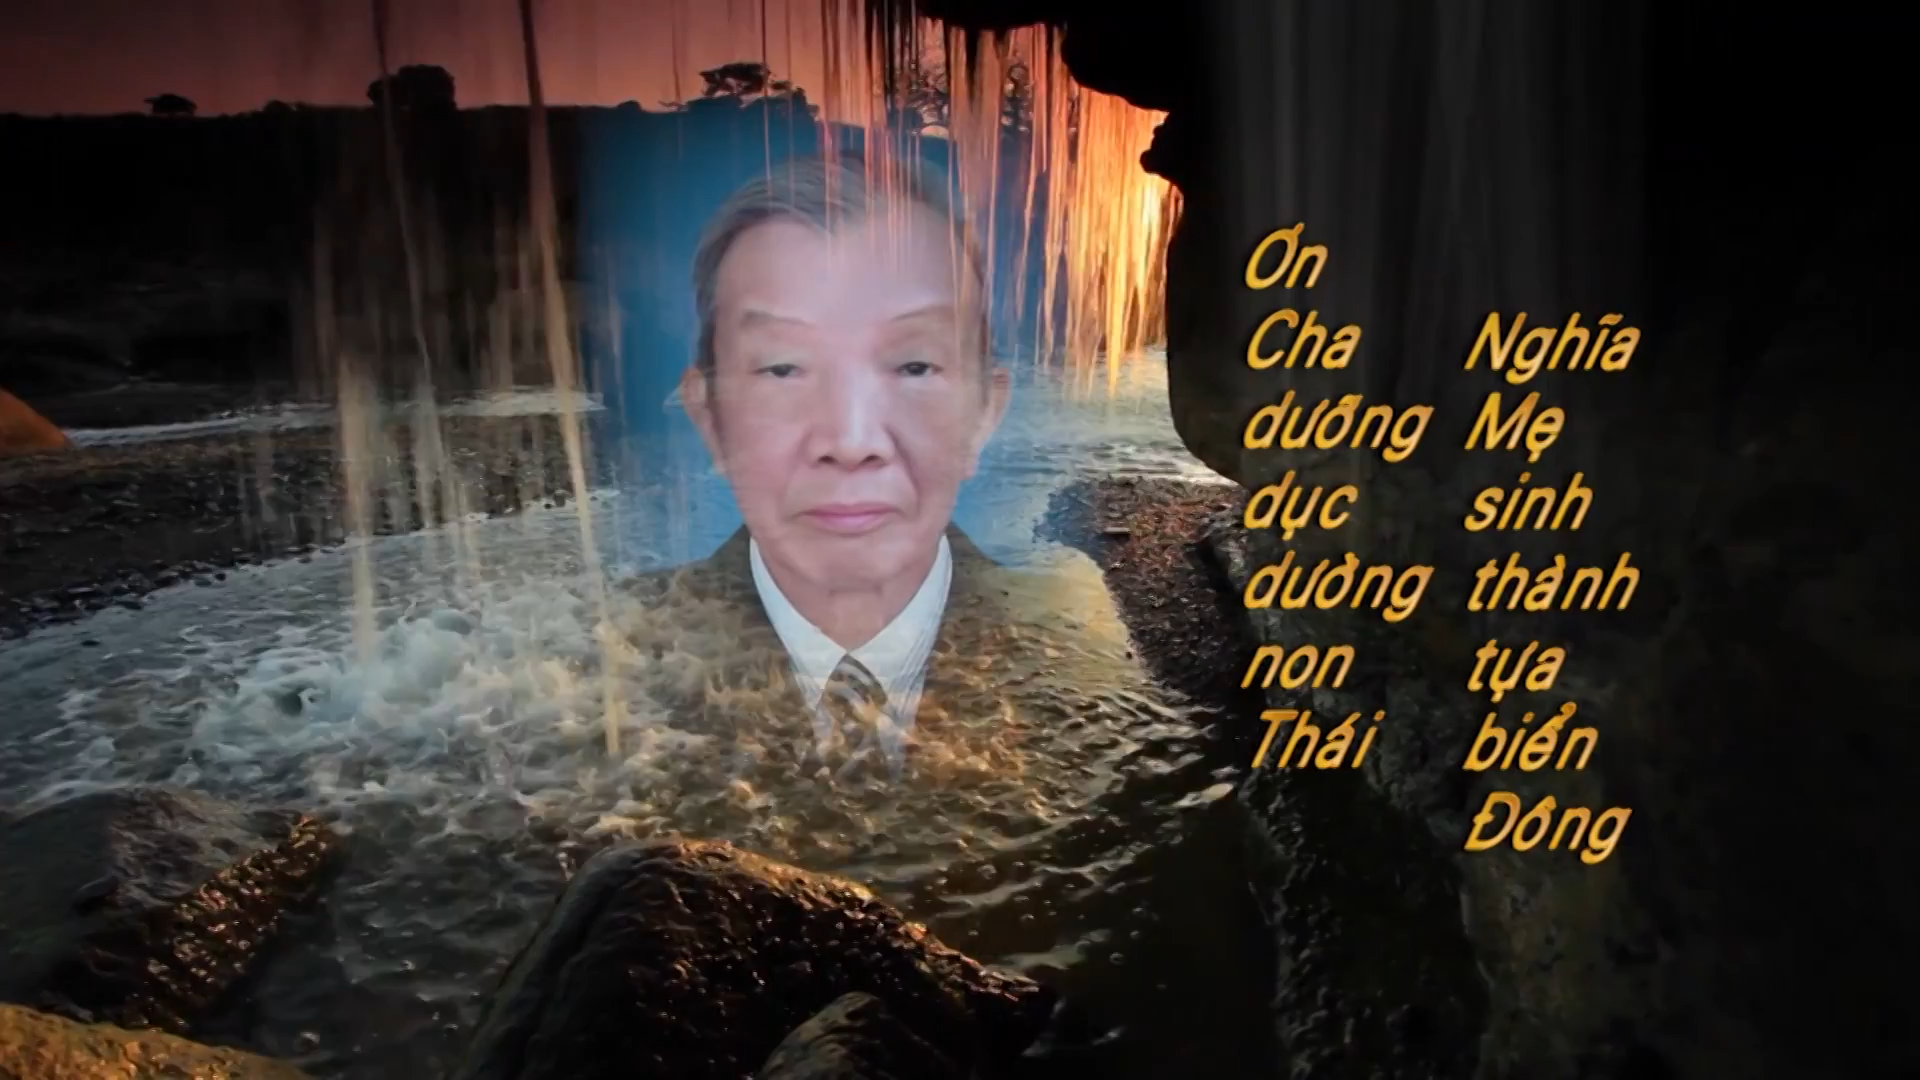 Ơn
Cha
dưỡng
dục
dường
non
Thái
Nghĩa
Mẹ
sinh
thành
tựa
biển
Đông